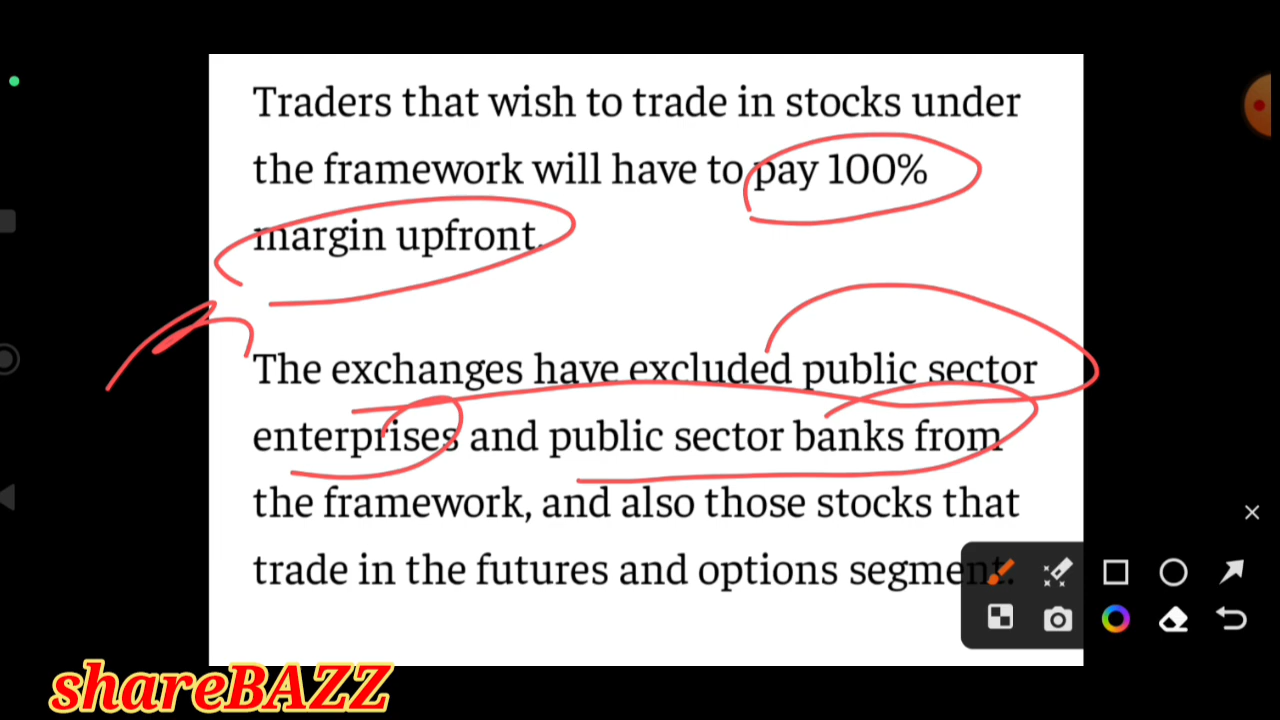 Traders that wish to trade in stocks under
the framework will have to pay 100%
margin upfront.
The exchanges have excluded public sector
enterprises and public sector banks from
the framework, and also those stocks that
trade in the futures and options segment.
shareBAZZ